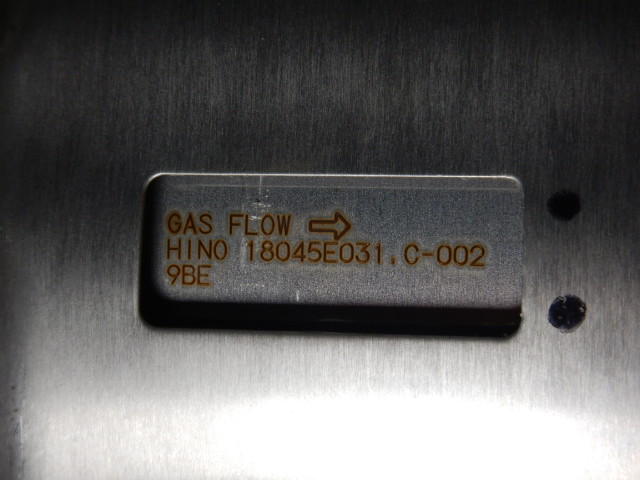 GAS FLOW ⇨
HINO 18045E031.C-002
9BE